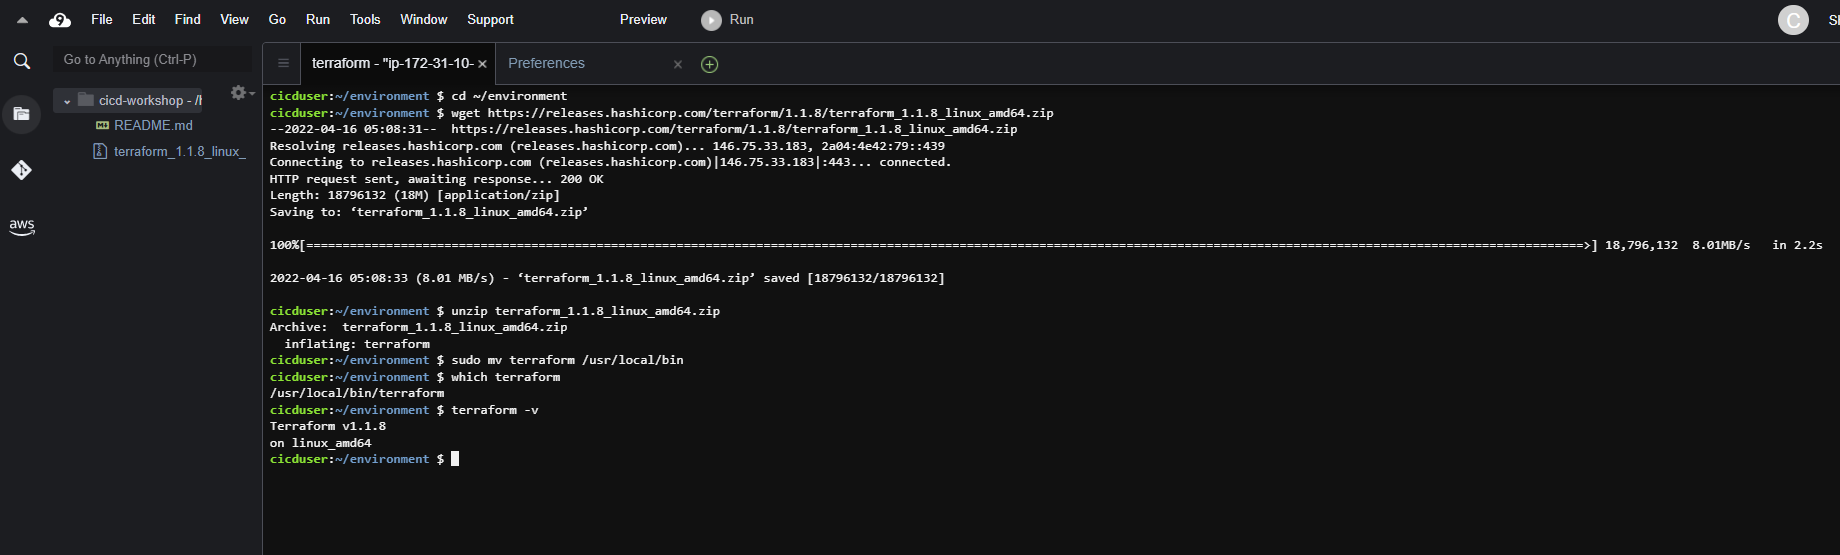 File Edit Find View Go Run Tools Window Support Preview Run C
Go to Anything (Ctrl-P)
cicd-workshop - /
README.md
terraform_1.1.8_linux_
aws
terraform - "ip-172-31-10- Preferences
cicduser:~/environment $ cd ~/environment
cicduser:~/environment $ wget https://releases.hashicorp.com/terraform/1.1.8/terraform_1.1.8_linux_amd64.zip
--2022-04-16 05:08:31--  https://releases.hashicorp.com/terraform/1.1.8/terraform_1.1.8_linux_amd64.zip
Resolving releases.hashicorp.com (releases.hashicorp.com)... 146.75.33.183, 2a04:4e42:79::439
Connecting to releases.hashicorp.com (releases.hashicorp.com)|146.75.33.183|:443... connected.
HTTP request sent, awaiting response... 200 OK
Length: 18796132 (18M) [application/zip]
Saving to: ‘terraform_1.1.8_linux_amd64.zip’
100%[================================================================================================================================================================================>] 18,796,132  8.01MB/s   in 2.2s
2022-04-16 05:08:33 (8.01 MB/s) - ‘terraform_1.1.8_linux_amd64.zip’ saved [18796132/18796132]
cicduser:~/environment $ unzip terraform_1.1.8_linux_amd64.zip
Archive:  terraform_1.1.8_linux_amd64.zip
  inflating: terraform
cicduser:~/environment $ sudo mv terraform /usr/local/bin
cicduser:~/environment $ which terraform
/usr/local/bin/terraform
cicduser:~/environment $ terraform -v
Terraform v1.1.8
on linux_amd64
cicduser:~/environment $